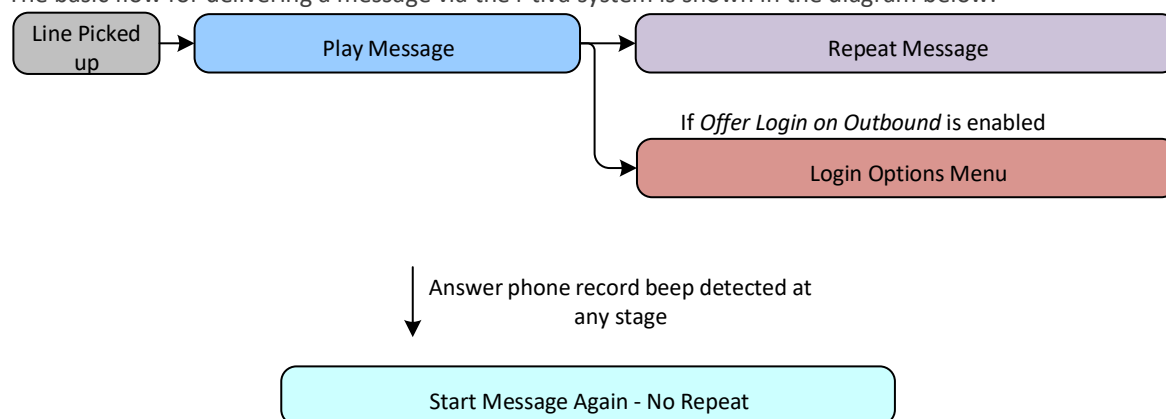 The basic flow for delivering a message via the i-tiva system is shown in the diagram below:
Line Picked
up
Play Message
Repeat Message
If Offer Login on Outbound is enabled
Login Options Menu
Answer phone record beep detected at
any stage
Start Message Again - No Repeat